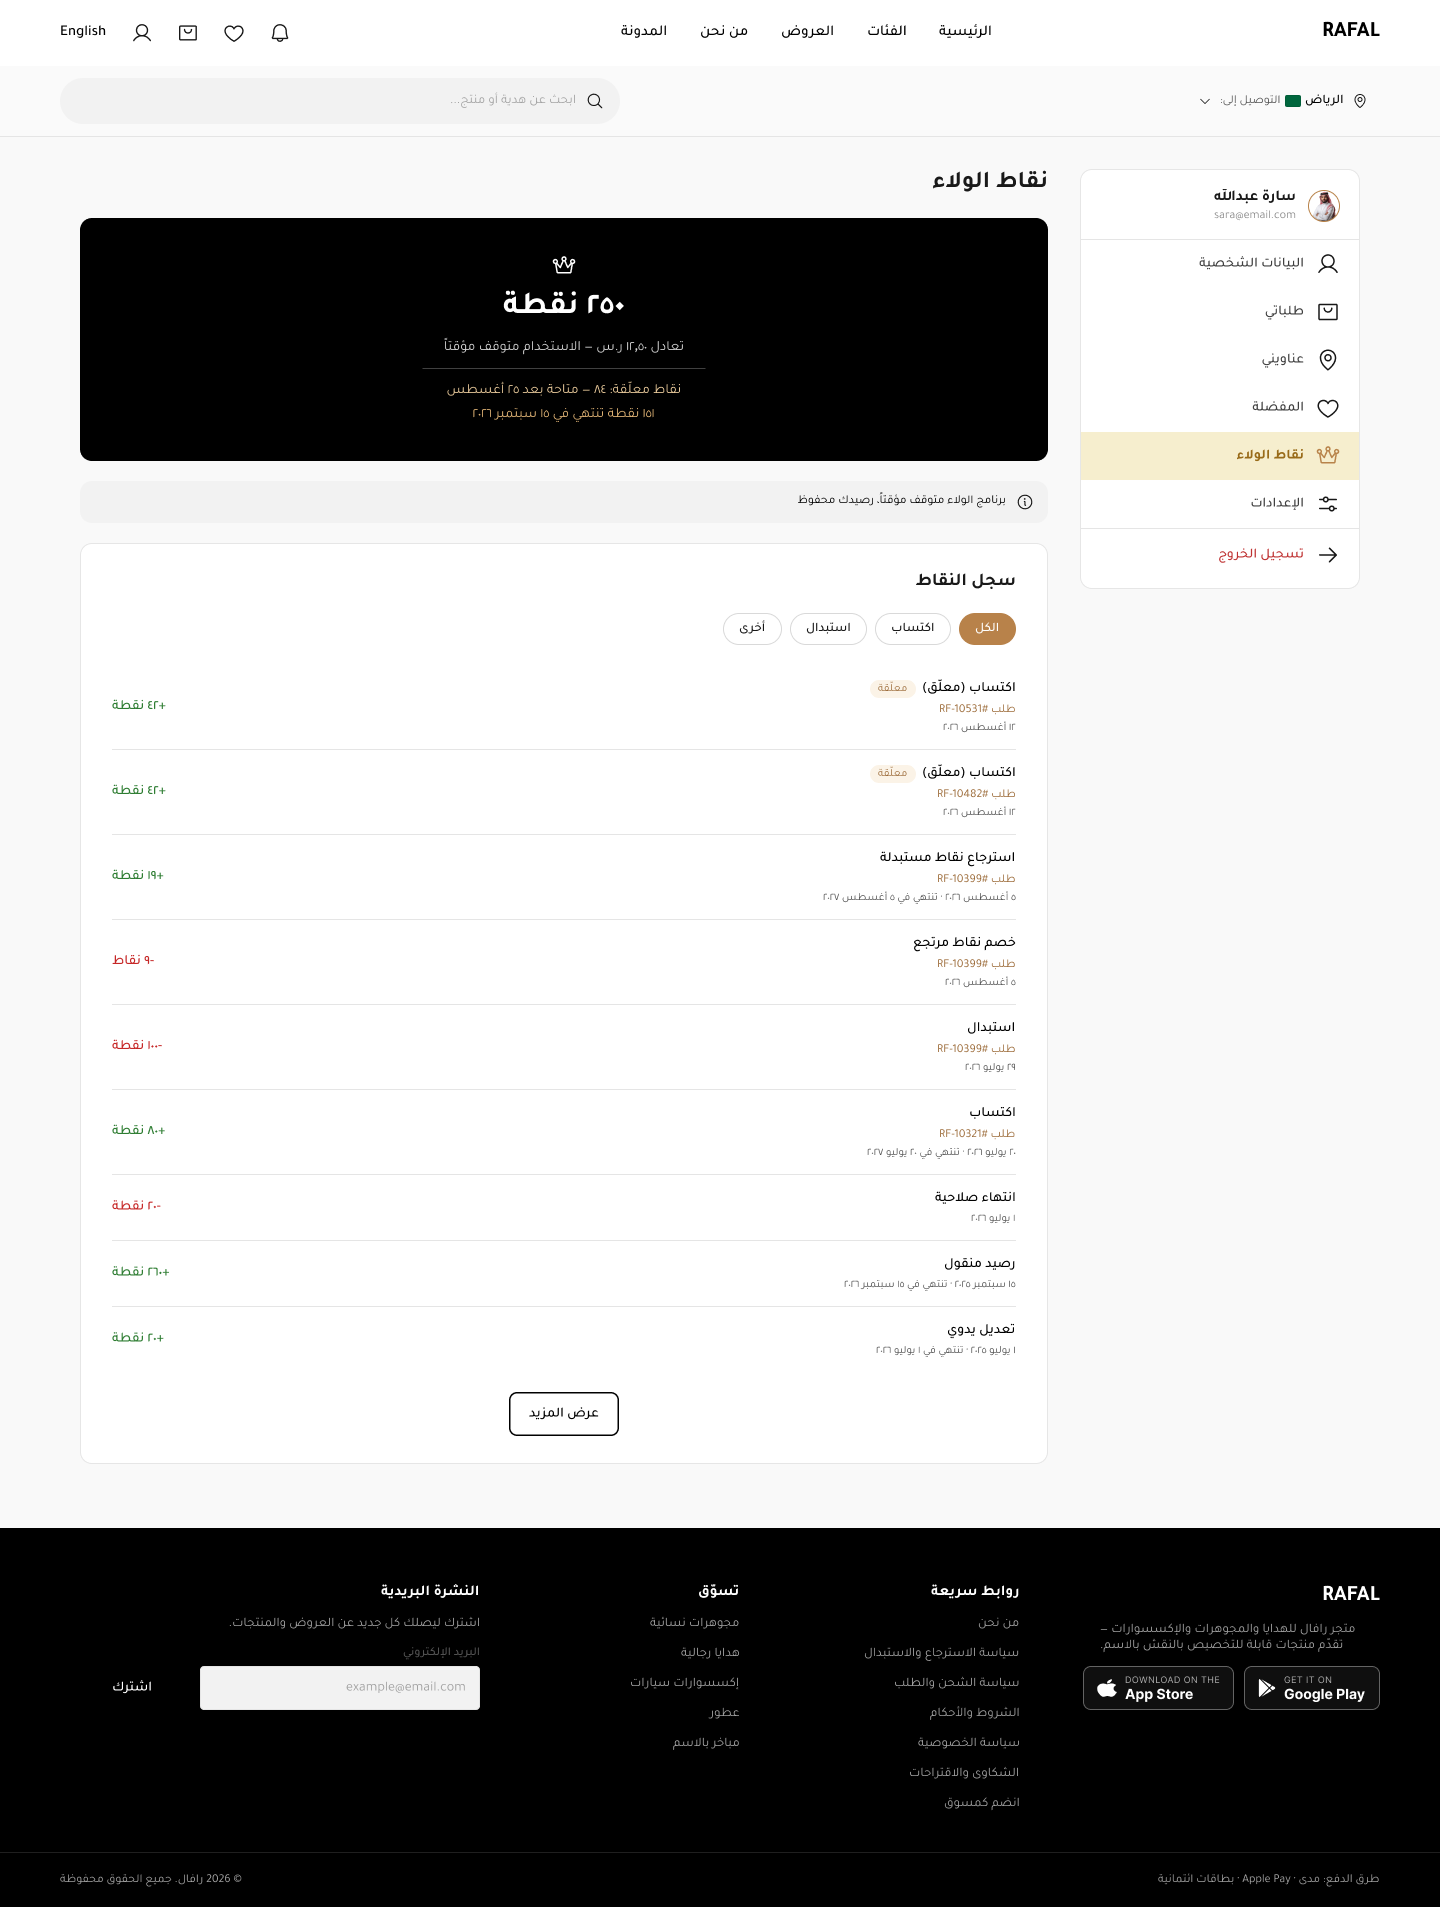 RAFAL
الرئيسية
الفئات
العروض
من نحن
المدونة
English
الرياض
التوصيل إلى:
ابحث عن هدية أو منتج...
سارة عبدالله
sara@email.com
البيانات الشخصية
طلباتي
عناويني
المفضلة
نقاط الولاء
الإعدادات
تسجيل الخروج
نقاط الولاء
٢٥٠ نقطة
تعادل ١٢٫٥٠ ر.س – الاستخدام متوقف مؤقتاً
نقاط معلّقة: ٨٤ – متاحة بعد ٢٥ أغسطس
١٥١ نقطة تنتهي في ١٥ سبتمبر ٢٠٢٦
برنامج الولاء متوقف مؤقتاً، رصيدك محفوظ
سجل النقاط
الكل
اكتساب
استبدال
أخرى
اكتساب (معلّق) معلّقة
طلب #RF-10531
١٢ أغسطس ٢٠٢٦
+٤٢ نقطة
اكتساب (معلّق) معلّقة
طلب #RF-10482
١٢ أغسطس ٢٠٢٦
+٤٢ نقطة
استرجاع نقاط مستبدلة
طلب #RF-10399
٥ أغسطس ٢٠٢٦ · تنتهي في ٥ أغسطس ٢٠٢٧
+١٩ نقطة
خصم نقاط مرتجع
طلب #RF-10399
٥ أغسطس ٢٠٢٦
-٩ نقاط
استبدال
طلب #RF-10399
٢٩ يوليو ٢٠٢٦
-١٠٠ نقطة
اكتساب
طلب #RF-10321
٢٠ يوليو ٢٠٢٦ · تنتهي في ٢٠ يوليو ٢٠٢٧
+٨٠ نقطة
انتهاء صلاحية
١ يوليو ٢٠٢٦
-٢٠ نقطة
رصيد منقول
١٥ سبتمبر ٢٠٢٥ · تنتهي في ١٥ سبتمبر ٢٠٢٦
+٢٦٠ نقطة
تعديل يدوي
١ يوليو ٢٠٢٥ · تنتهي في ١ يوليو ٢٠٢٦
+٢٠ نقطة
عرض المزيد
RAFAL
متجر رافال للهدايا والمجوهرات والإكسسوارات –
نقدّم منتجات قابلة للتخصيص بالنقش بالاسم.
GET IT ON
Google Play
DOWNLOAD ON THE
App Store
روابط سريعة
من نحن
سياسة الاسترجاع والاستبدال
سياسة الشحن والطلب
الشروط والأحكام
سياسة الخصوصية
الشكاوى والاقتراحات
انضم كمسوق
تسوّق
مجوهرات نسائية
هدايا رجالية
إكسسوارات سيارات
عطور
مباخر بالاسم
النشرة البريدية
اشترك ليصلك كل جديد عن العروض والمنتجات.
البريد الإلكتروني
example@email.com
اشترك
طرق الدفع: مدى · Apple Pay · بطاقات ائتمانية
© 2026 رافال. جميع الحقوق محفوظة